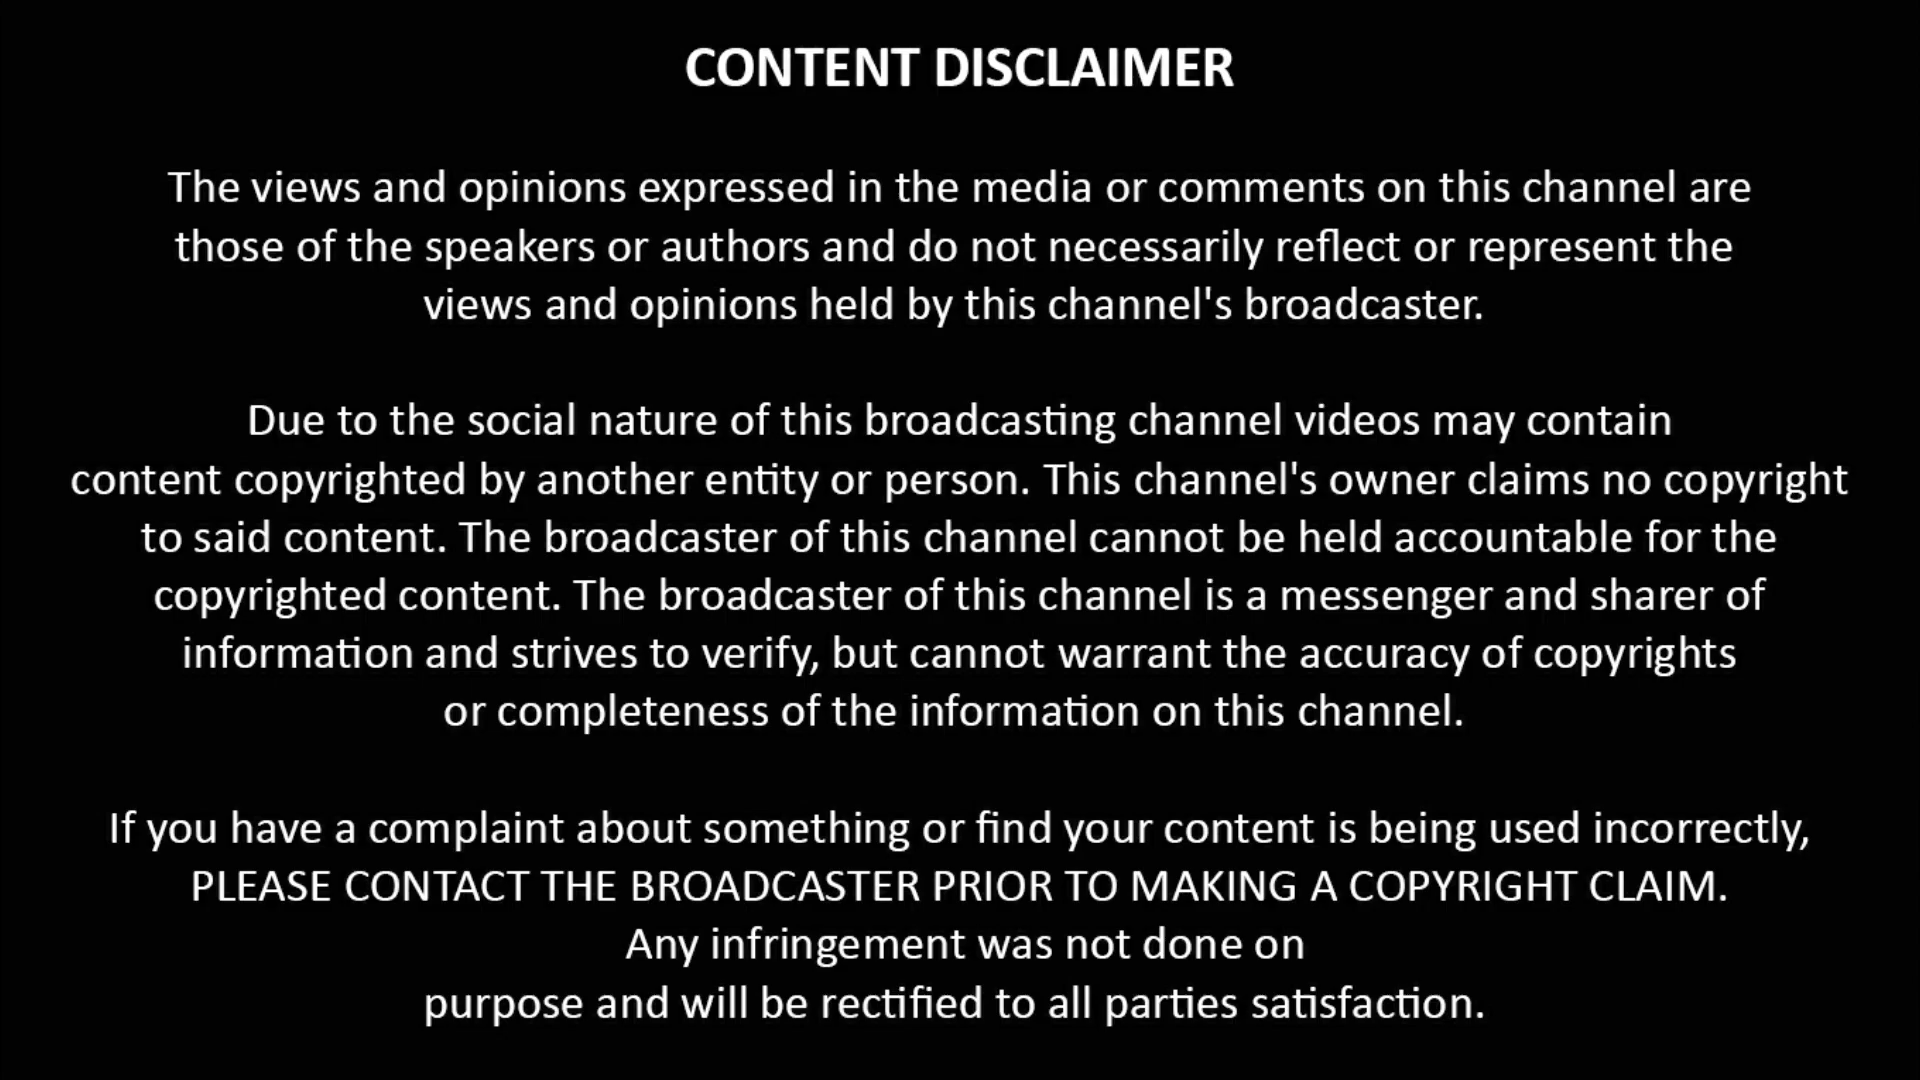 CONTENT DISCLAIMER
The views and opinions expressed in the media or comments on this channel are
those of the speakers or authors and do not necessarily reflect or represent the
views and opinions held by this channel's broadcaster.
Due to the social nature of this broadcasting channel videos may contain
content copyrighted by another entity or person. This channel's owner claims no copyright
to said content. The broadcaster of this channel cannot be held accountable for the
copyrighted content. The broadcaster of this channel is a messenger and sharer of
information and strives to verify, but cannot warrant the accuracy of copyrights
or completeness of the information on this channel.
If you have a complaint about something or find your content is being used incorrectly,
PLEASE CONTACT THE BROADCASTER PRIOR TO MAKING A COPYRIGHT CLAIM.
Any infringement was not done on
purpose and will be rectified to all parties satisfaction.